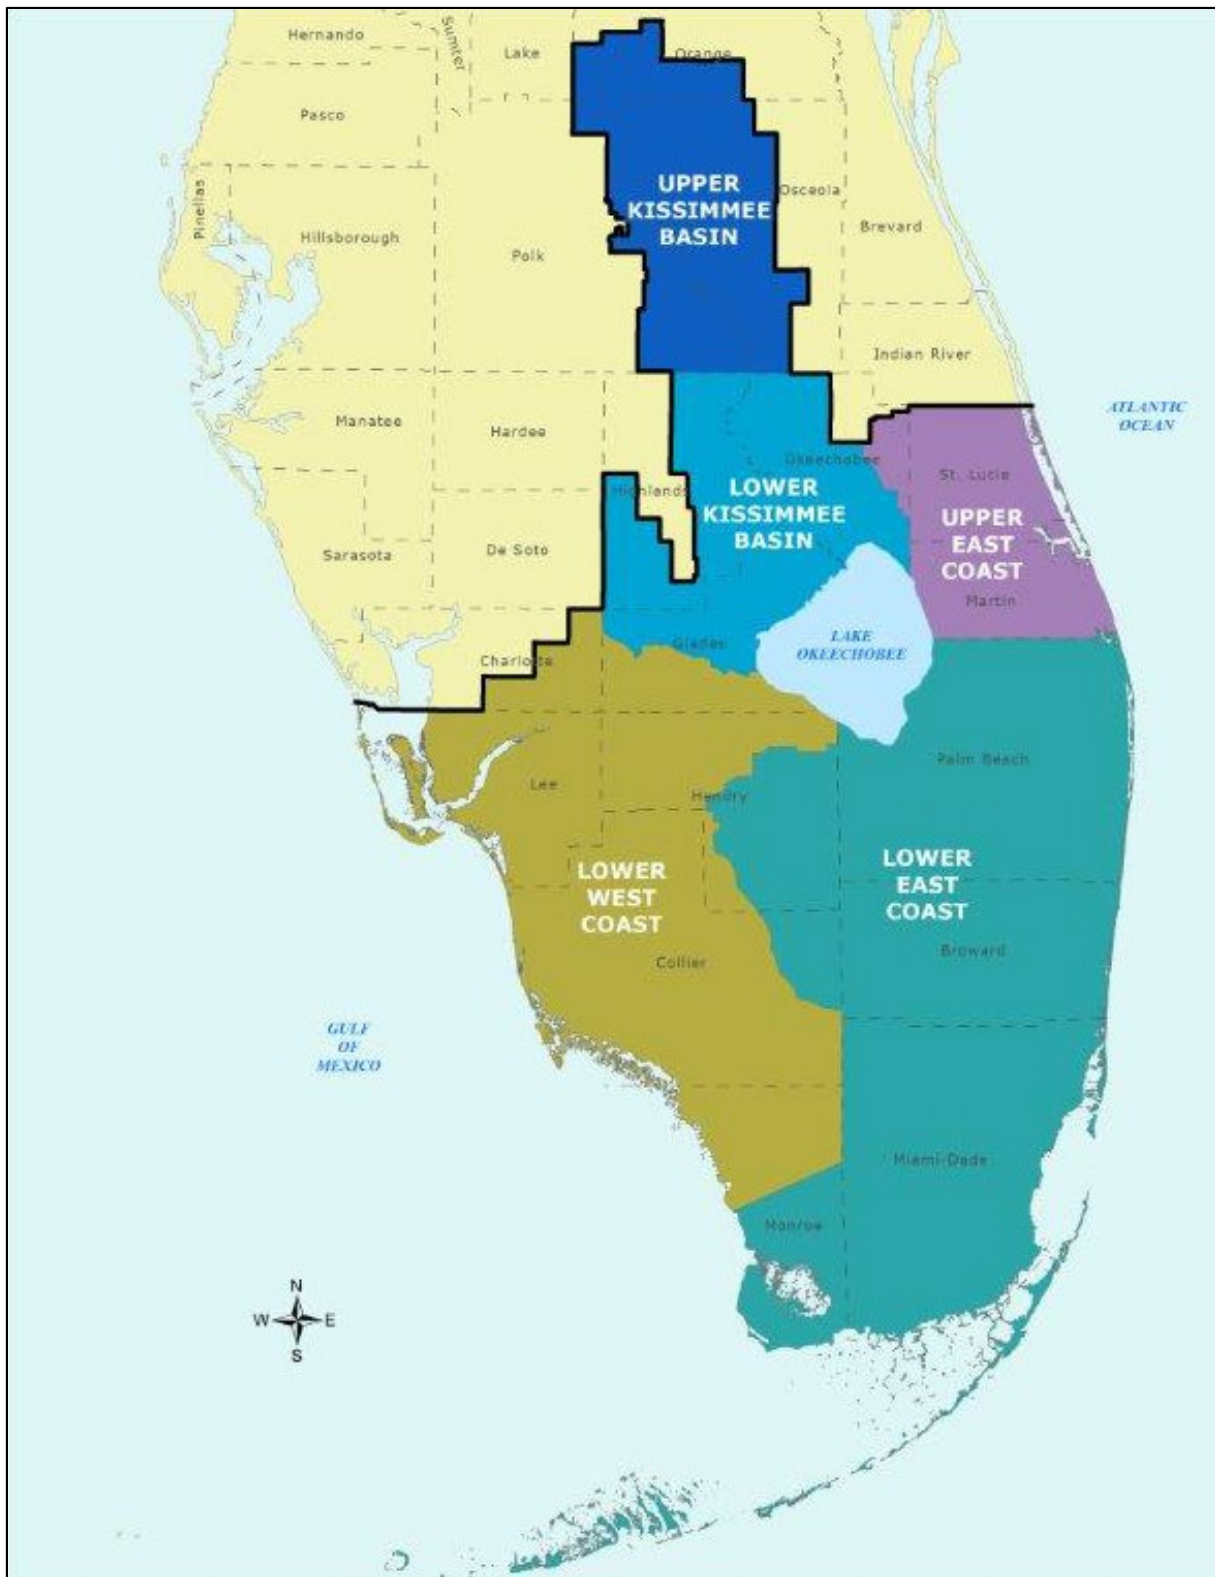 Hernando
Sumter
Lake
Orange
Pasco
Pinellas
UPPER
KISSIMMEE
BASIN
Osceola
Brevard
Hillsborough
Polk
Indian River
ATLANTIC
OCEAN
Manatee
Hardee
Okeechobee
St. Lucie
Highlands
LOWER
KISSIMMEE
BASIN
UPPER
EAST
COAST
Sarasota
De Soto
Martin
LAKE
OKEECHOBEE
Glades
Charlotte
Palm Beach
Lee
Hendry
LOWER
WEST
COAST
LOWER
EAST
COAST
Broward
Collier
GULF
OF
MEXICO
Miami-Dade
Monroe
N
W E
S